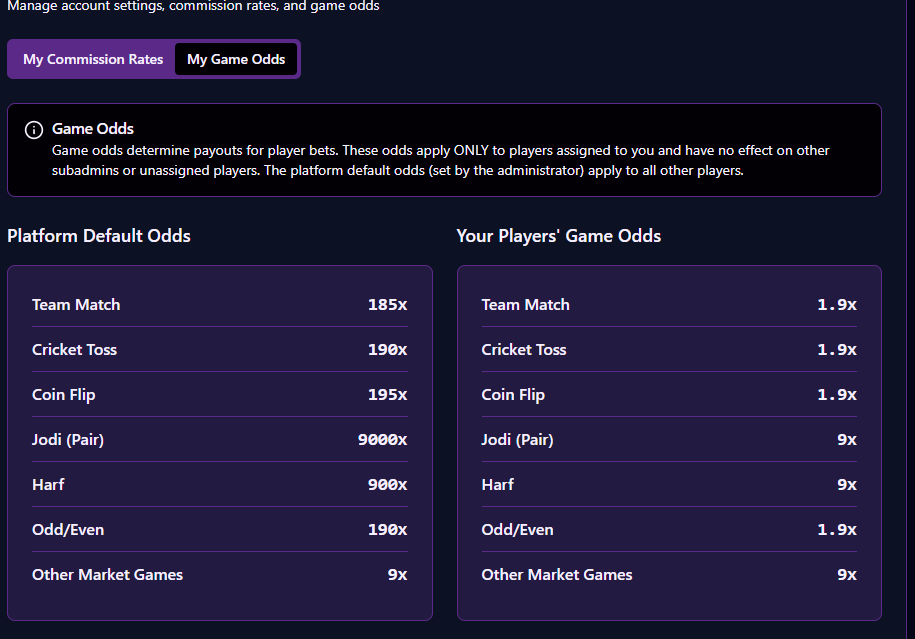 Manage account settings, commission rates, and game odds
My Commission Rates My Game Odds
Game Odds
Game odds determine payouts for player bets. These odds apply ONLY to players assigned to you and have no effect on other
subadmins or unassigned players. The platform default odds (set by the administrator) apply to all other players.
Platform Default Odds
Team Match 185x
Cricket Toss 190x
Coin Flip 195x
Jodi (Pair) 9000x
Harf 900x
Odd/Even 190x
Other Market Games 9x
Your Players' Game Odds
Team Match 1.9x
Cricket Toss 1.9x
Coin Flip 1.9x
Jodi (Pair) 9x
Harf 9x
Odd/Even 1.9x
Other Market Games 9x